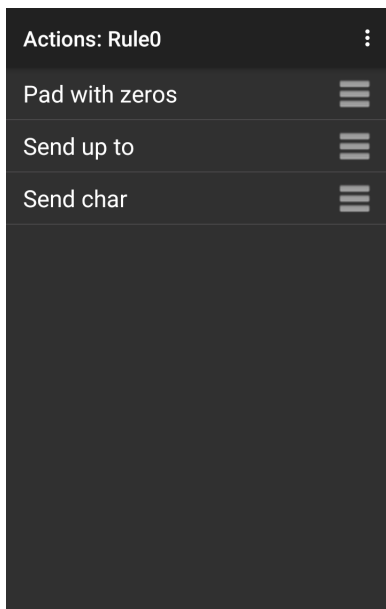 Actions: Rule0
Pad with zeros
Send up to
Send char